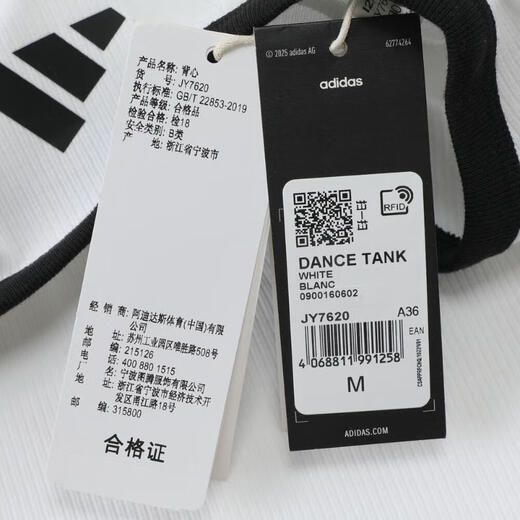 产品名称: 背心
货 号: JY7620
执行标准: GB/T 22853-2019
产品等级: 合格品
检验合格: 检18
安全类别: B类
产 地: 浙江省宁波市
经 销 商: 阿迪达斯体育(中国)有限公司
地 址: 苏州工业园区唯胜路508号
邮 编: 215126
电 话: 400 880 1515
厂 商: 宁波圈腾服饰有限公司
地 址: 浙江省宁波市经济技术开发区甬江路18号
邮 编: 315800
合格证
© 2025 adidas AG
62774264
adidas
RFID
DANCE TANK
WHITE
BLANC
0900160602
JY7620
A36
EAN
4 068811 991258
M
ADIDAS.COM